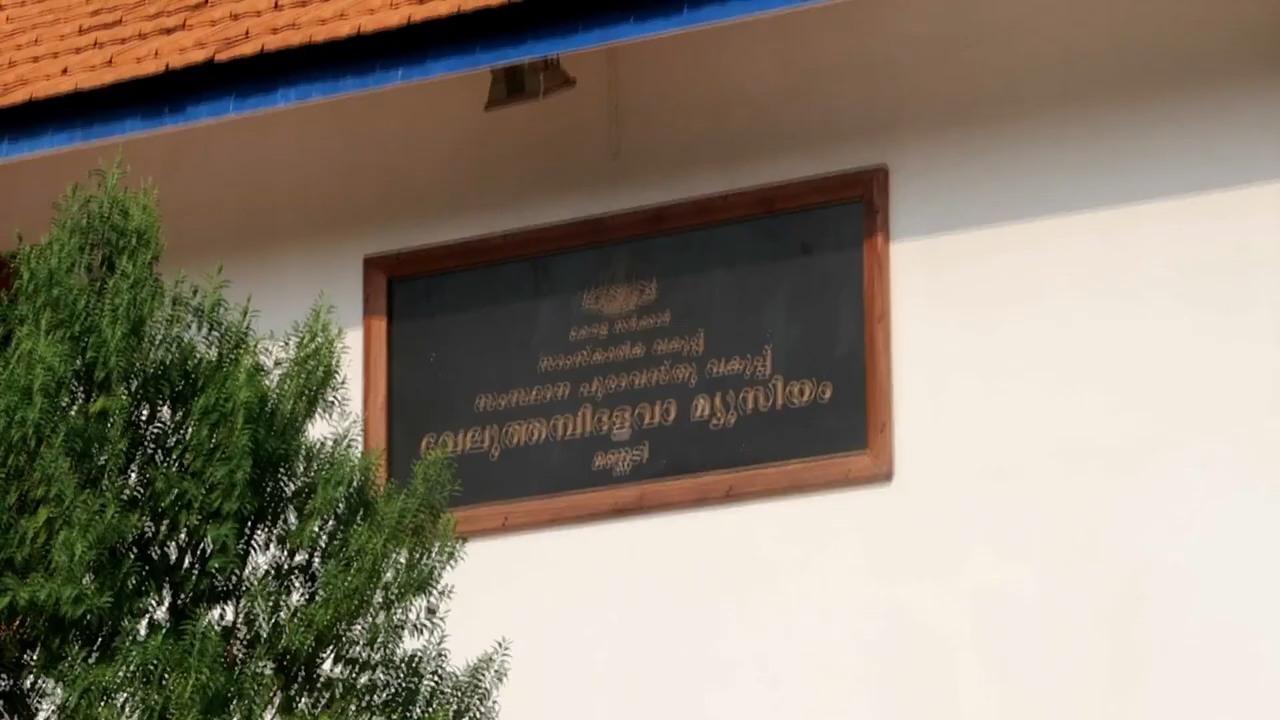 കേരള സർക്കാർ
സാംസ്കാരിക വകുപ്പ്
സംസ്ഥാന പുരാവസ്തു വകുപ്പ്
വേലുത്തമ്പിദളവാ മ്യൂസിയം
മണ്ണടി